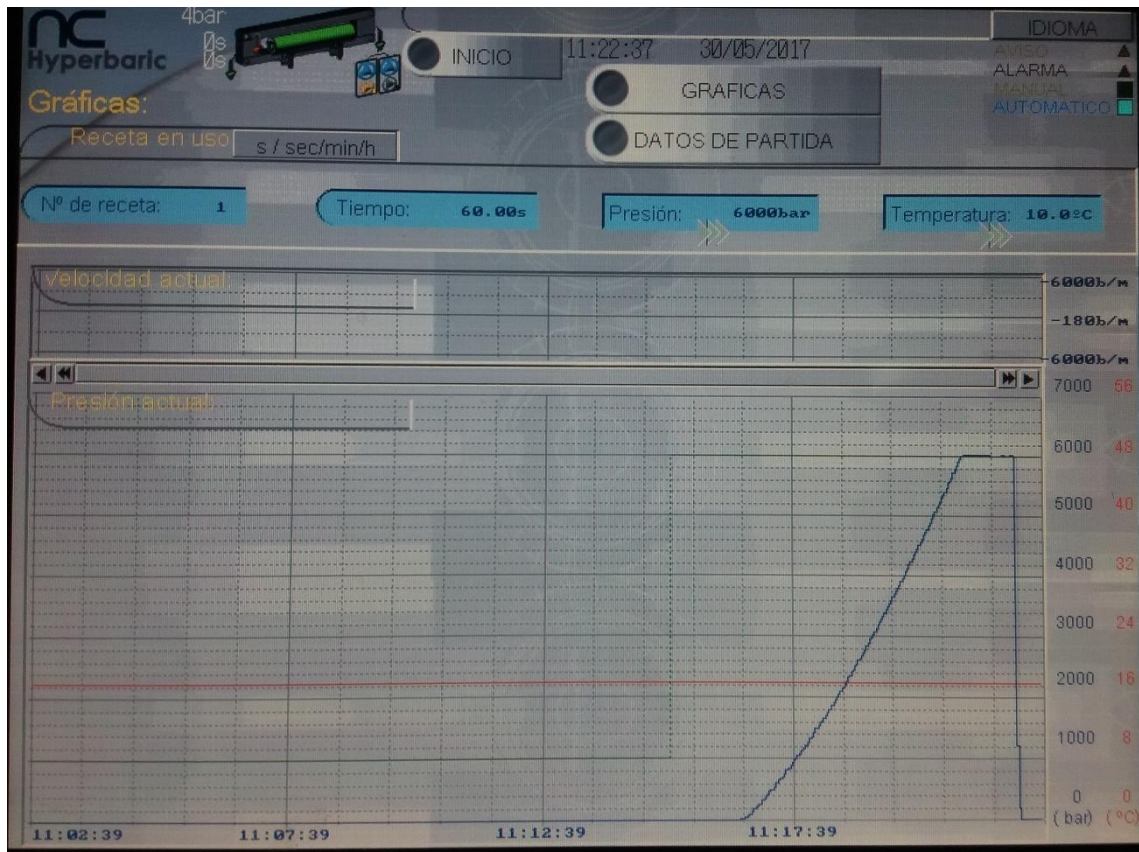 nc
Hyperbaric
4bar
0s
0s
INICIO
11:22:37 30/05/2017
IDIOMA
AVISO
ALARMA
MANUAL
AUTOMATICO
GRAFICAS
DATOS DE PARTIDA
Gráficas:
Receta en uso
s / sec/min/h
Nº de receta: 1
Tiempo: 60.00s
Presión: 6000bar
Temperatura: 10.0ºC
Velocidad actual:
6000b/m
-180b/m
-6000b/m
Presión actual:
7000 56
6000 48
5000 40
4000 32
3000 24
2000 16
1000 8
0 0
(bar) (ºC)
11:02:39 11:07:39 11:12:39 11:17:39